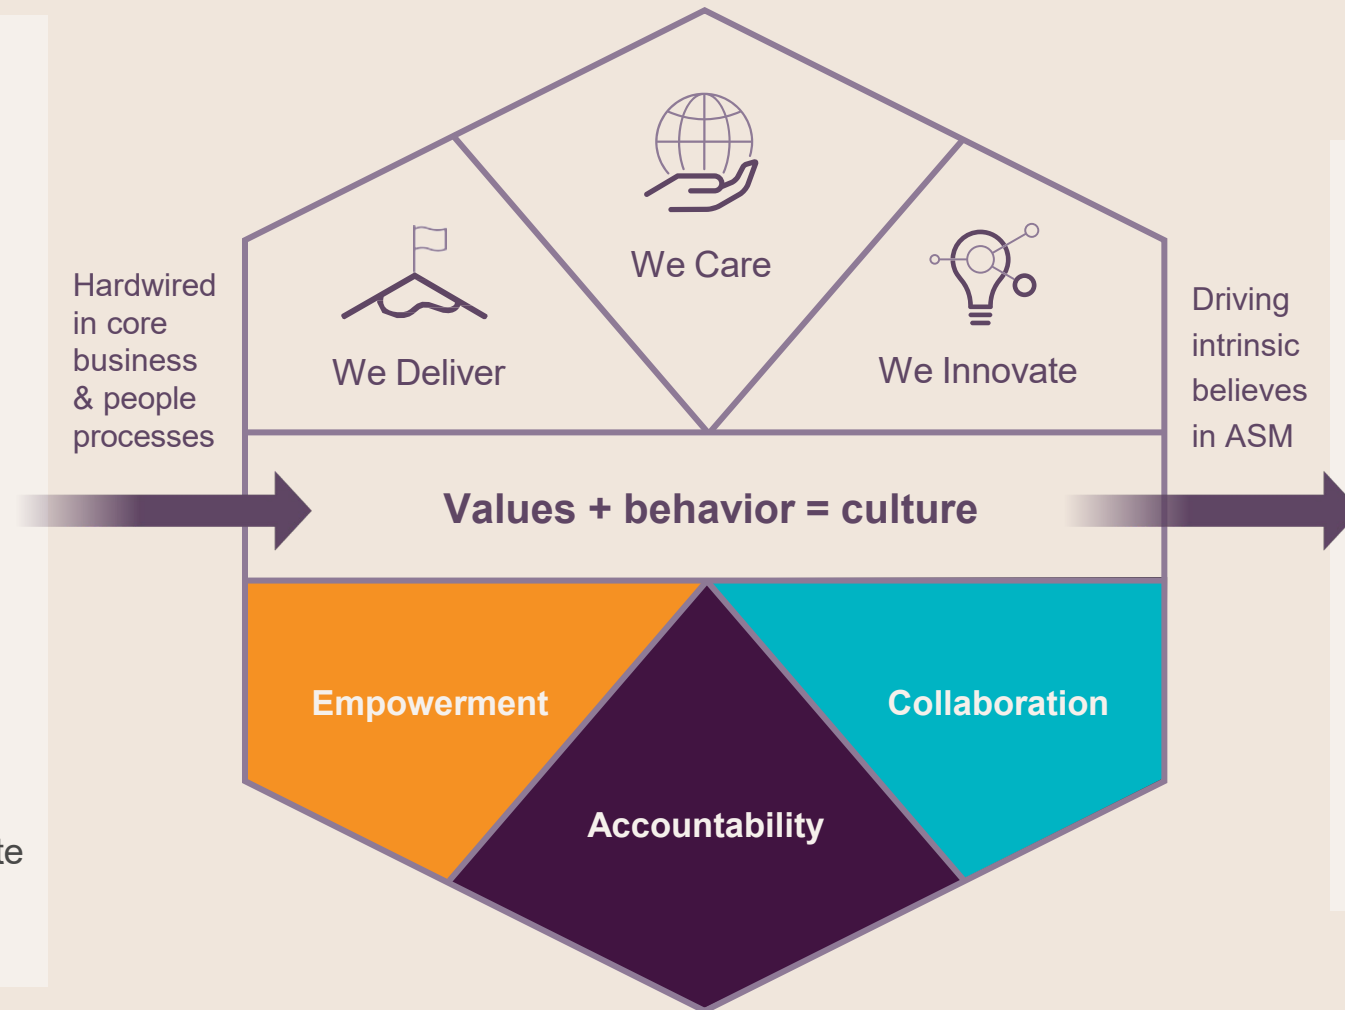 We Care
We Deliver
We Innovate
Hardwired
in core
business
& people
processes
Driving
intrinsic
believes
in ASM
Values + behavior = culture
Empowerment
Collaboration
Accountability
te